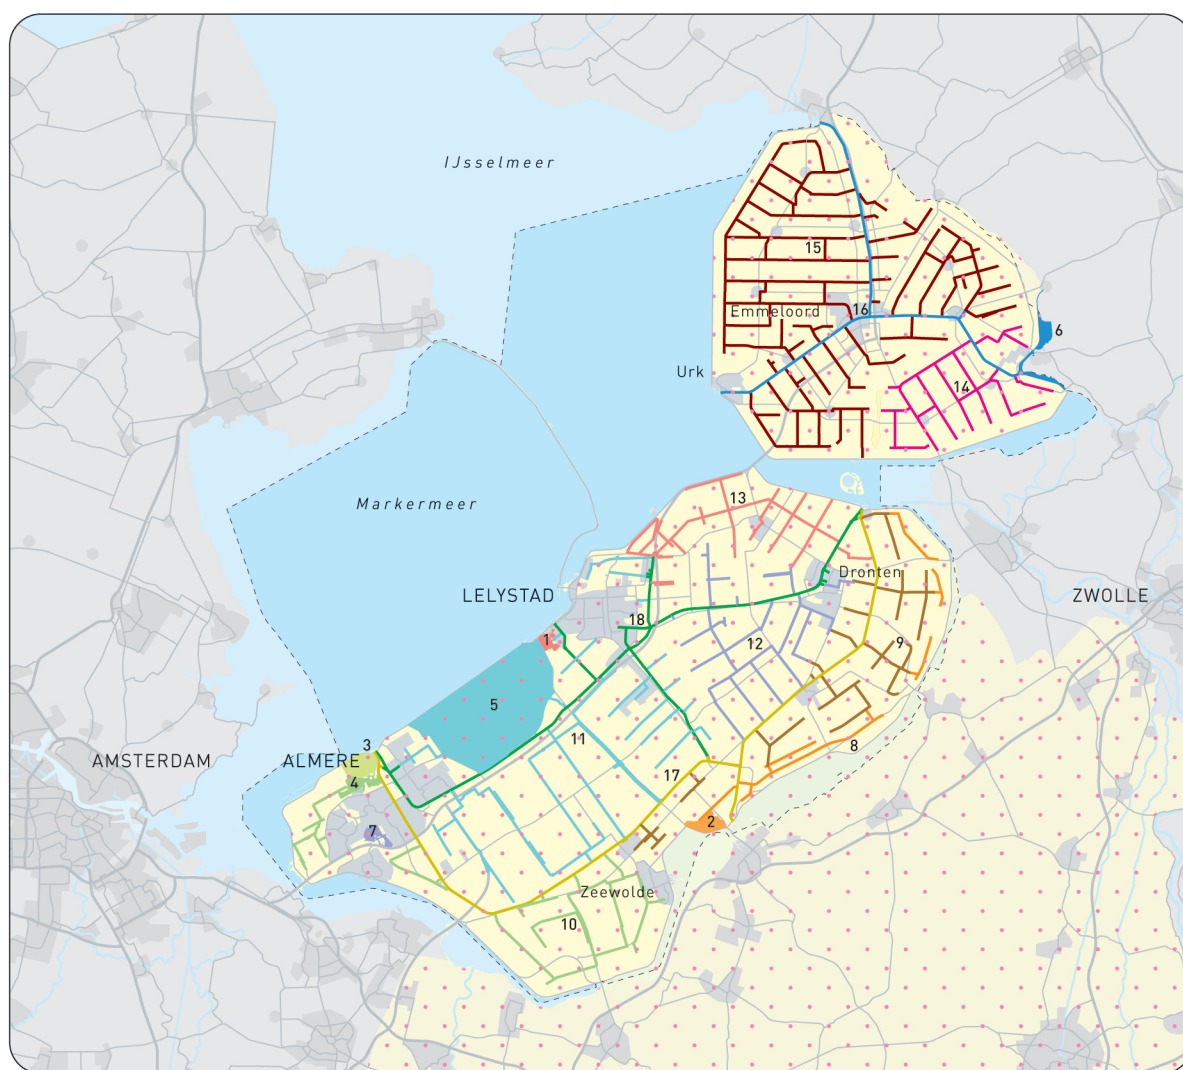 IJsselmeer
15
Emmeloord
16
6
Urk
14
13
Markermeer
Dronten
LELYSTAD
ZWOLLE
18
1
12
9
5
11
3
8
AMSTERDAM
ALMERE
4
17
7
2
Zeewolde
10